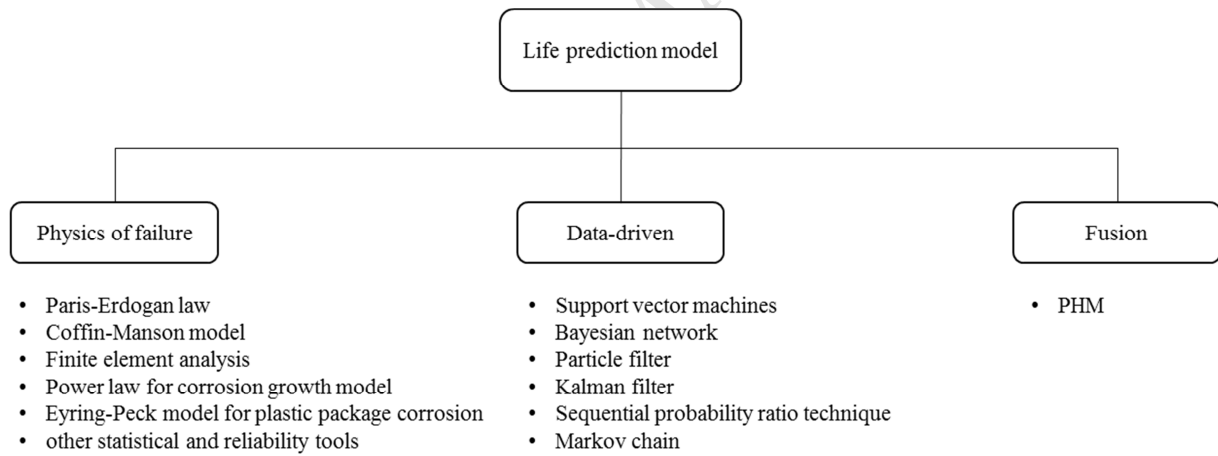 Life prediction model
Physics of failure
Data-driven
Fusion
• Paris-Erdogan law
• Coffin-Manson model
• Finite element analysis
• Power law for corrosion growth model
• Eyring-Peck model for plastic package corrosion
• other statistical and reliability tools
• Support vector machines
• Bayesian network
• Particle filter
• Kalman filter
• Sequential probability ratio technique
• Markov chain
• PHM